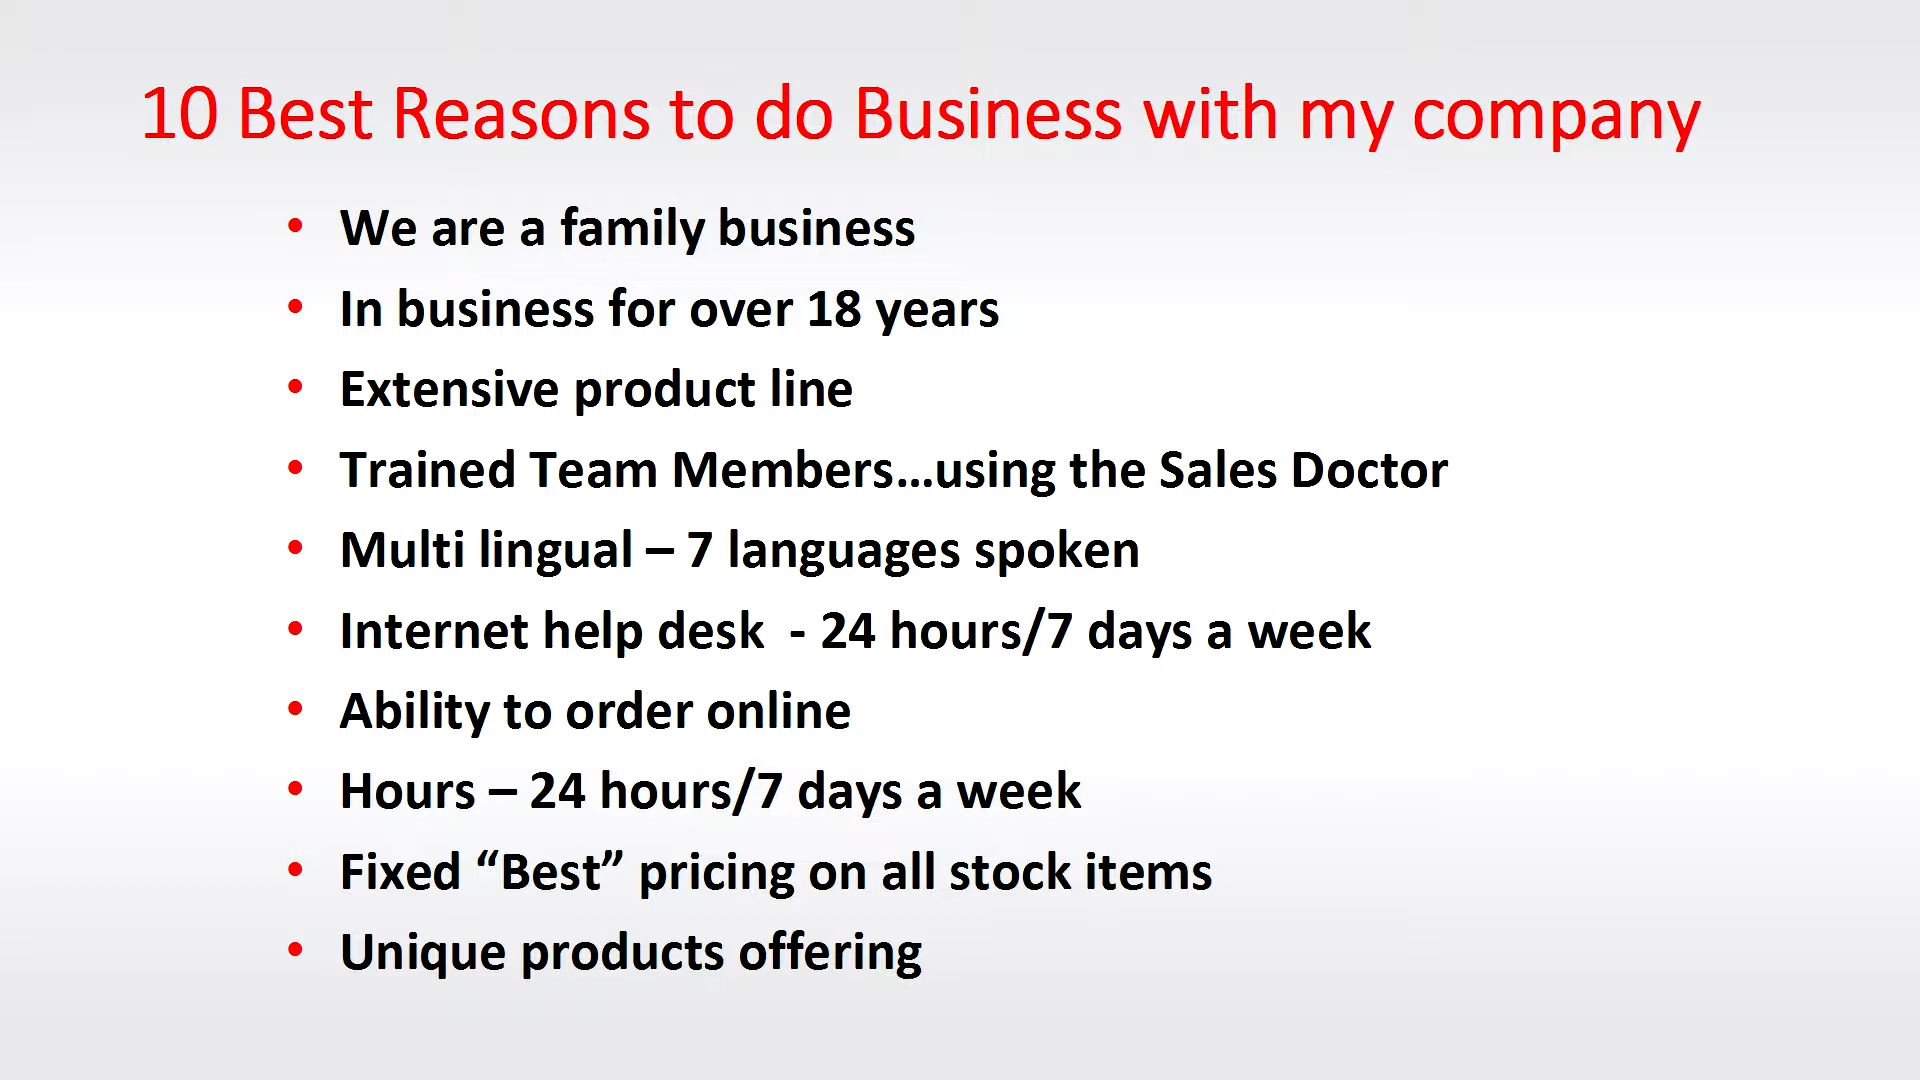 10 Best Reasons to do Business with my company
• We are a family business
• In business for over 18 years
• Extensive product line
• Trained Team Members...using the Sales Doctor
• Multi lingual – 7 languages spoken
• Internet help desk  - 24 hours/7 days a week
• Ability to order online
• Hours – 24 hours/7 days a week
• Fixed “Best” pricing on all stock items
• Unique products offering